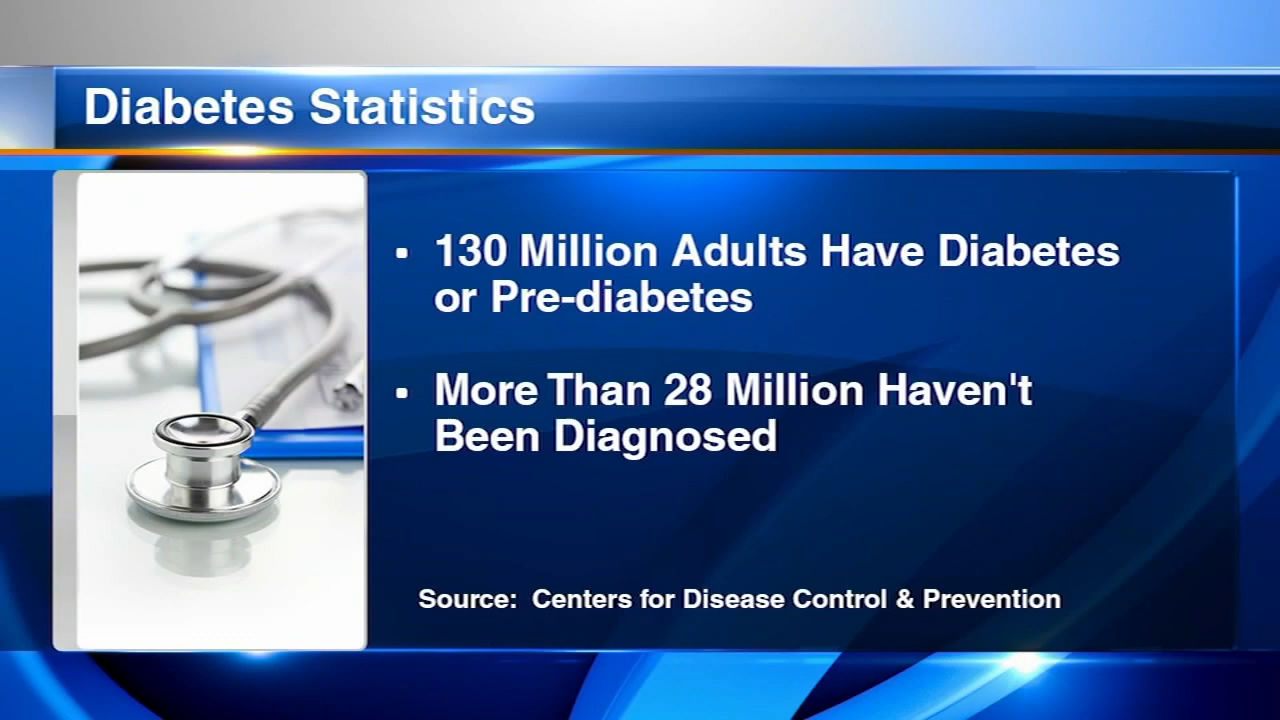 Diabetes Statistics
▪ 130 Million Adults Have Diabetes
or Pre-diabetes
▪ More Than 28 Million Haven't
Been Diagnosed
Source: Centers for Disease Control & Prevention